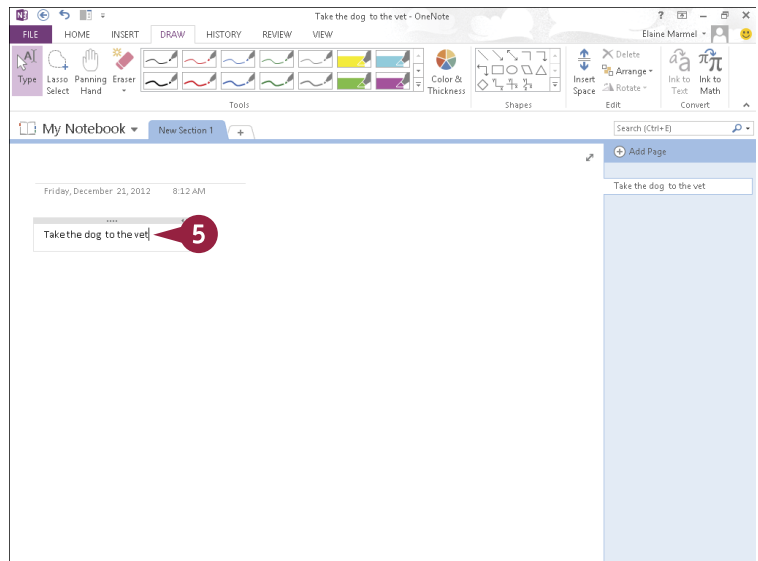 Take the dog to the vet - OneNote
?
FILE HOME INSERT DRAW HISTORY REVIEW VIEW
Elaine Marmel
Type
Lasso Select
Panning Hand
Eraser
Color & Thickness
Insert Space
Delete
Arrange
Rotate
Ink to Text
Ink to Math
Tools
Shapes
Edit
Convert
My Notebook
New Section 1
+
Search (Ctrl+E)
Add Page
Take the dog to the vet
Friday, December 21, 2012 8:12 AM
Take the dog to the vet
5